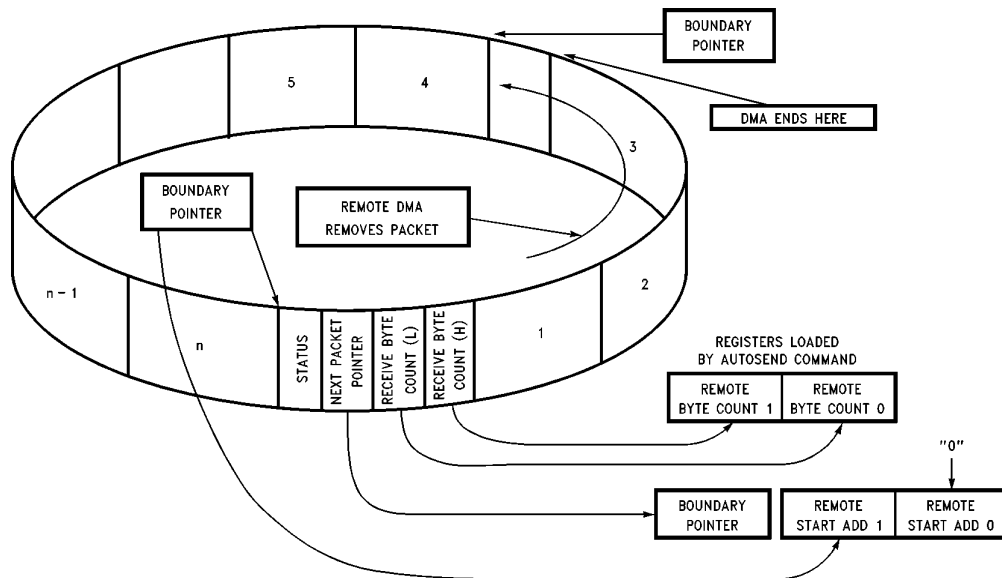 BOUNDARY
POINTER
5
4
DMA ENDS HERE
3
BOUNDARY
POINTER
REMOTE DMA
REMOVES PACKET
n-1
n
STATUS
NEXT PACKET
POINTER
RECEIVE BYTE
COUNT (L)
RECEIVE BYTE
COUNT (H)
1
2
REGISTERS LOADED
BY AUTOSEND COMMAND
REMOTE
BYTE COUNT 1
REMOTE
BYTE COUNT 0
"0"
BOUNDARY
POINTER
REMOTE
START ADD 1
REMOTE
START ADD 0